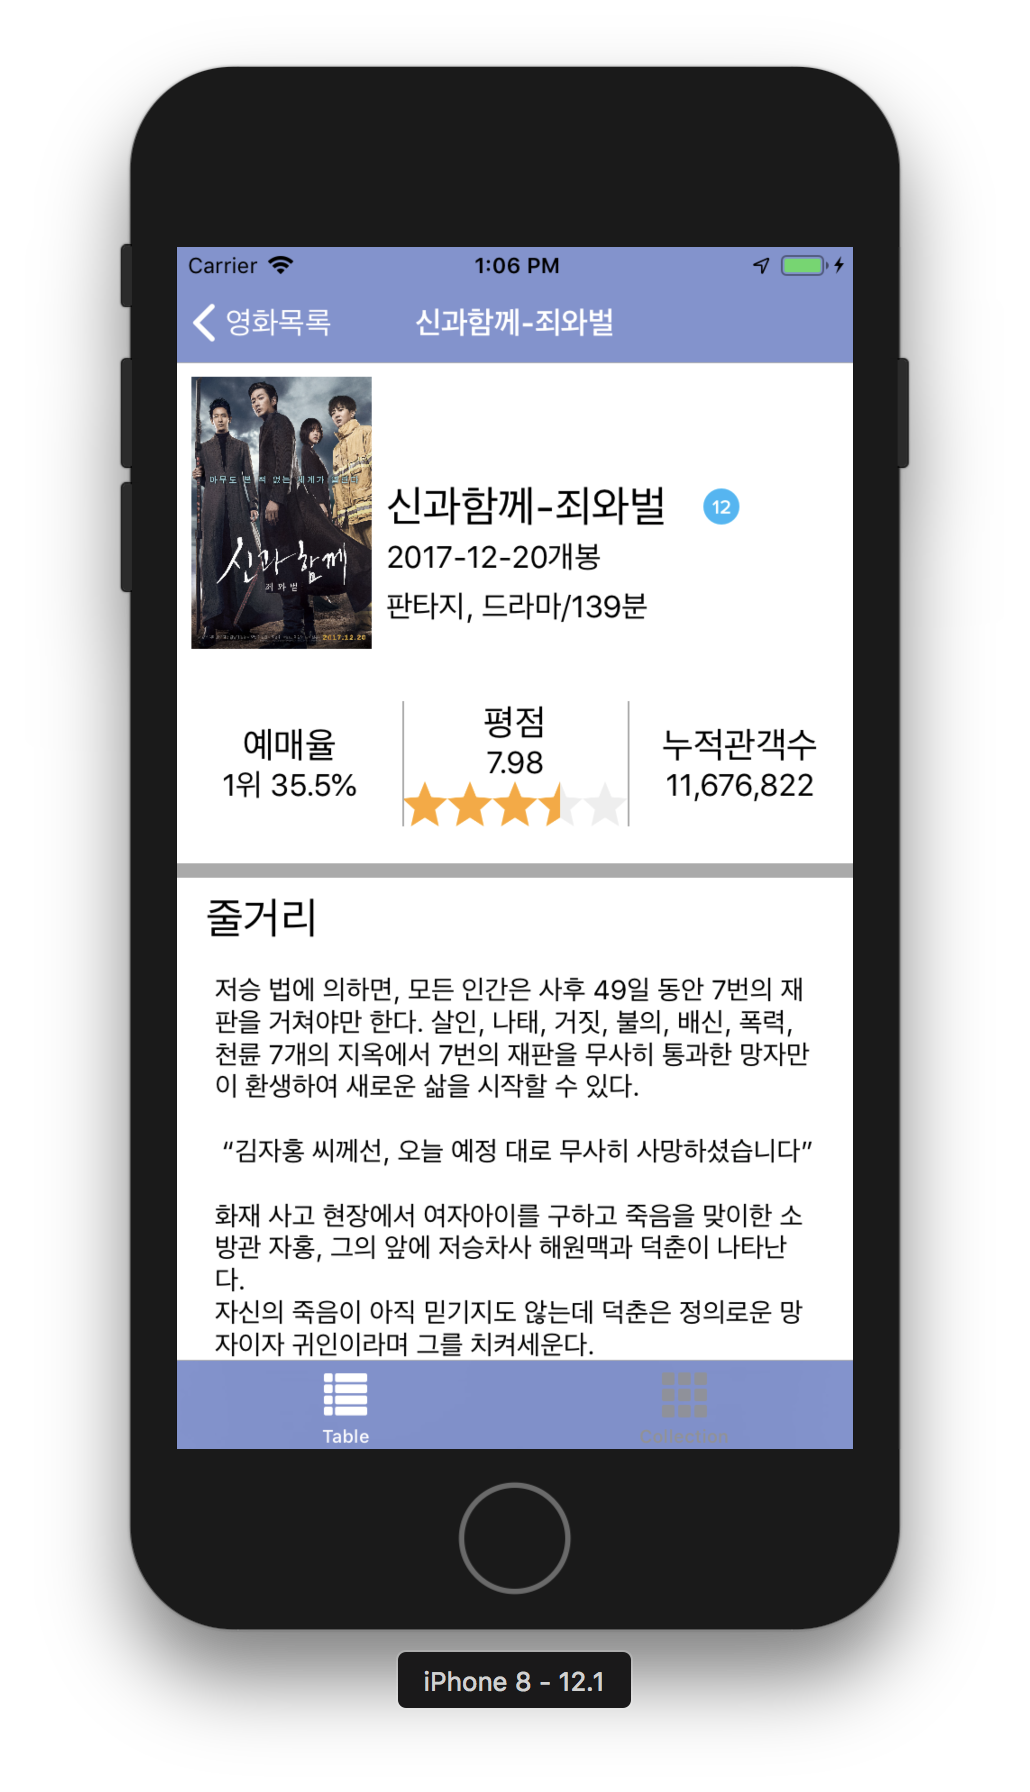 Carrier
1:06 PM
영화목록
신과함께-죄와벌
신과함께
죄와벌
2017.12.20
신과함께-죄와벌
12
2017-12-20개봉
판타지, 드라마/139분
예매율
1위 35.5%
평점
7.98
누적관객수
11,676,822
줄거리
저승 법에 의하면, 모든 인간은 사후 49일 동안 7번의 재
판을 거쳐야만 한다. 살인, 나태, 거짓, 불의, 배신, 폭력,
천륜 7개의 지옥에서 7번의 재판을 무사히 통과한 망자만
이 환생하여 새로운 삶을 시작할 수 있다.
“김자홍 씨께선, 오늘 예정 대로 무사히 사망하셨습니다”
화재 사고 현장에서 여자아이를 구하고 죽음을 맞이한 소
방관 자홍, 그의 앞에 저승차사 해원맥과 덕춘이 나타난
다.
자신의 죽음이 아직 믿기지도 않는데 덕춘은 정의로운 망
자이자 귀인이라며 그를 치켜세운다.
Table
Collection
iPhone 8 - 12.1